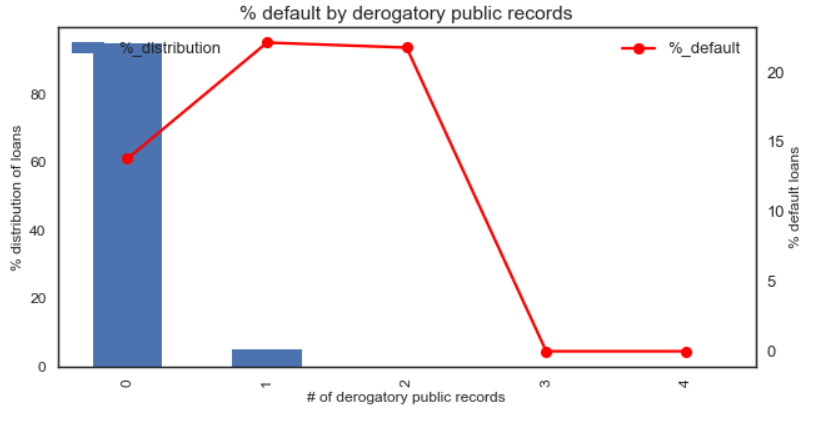 % default by derogatory public records
%_distribution
%_default
% distribution of loans
80
60
40
20
0
% default loans
20
15
10
5
0
0 1 2 3 4
# of derogatory public records